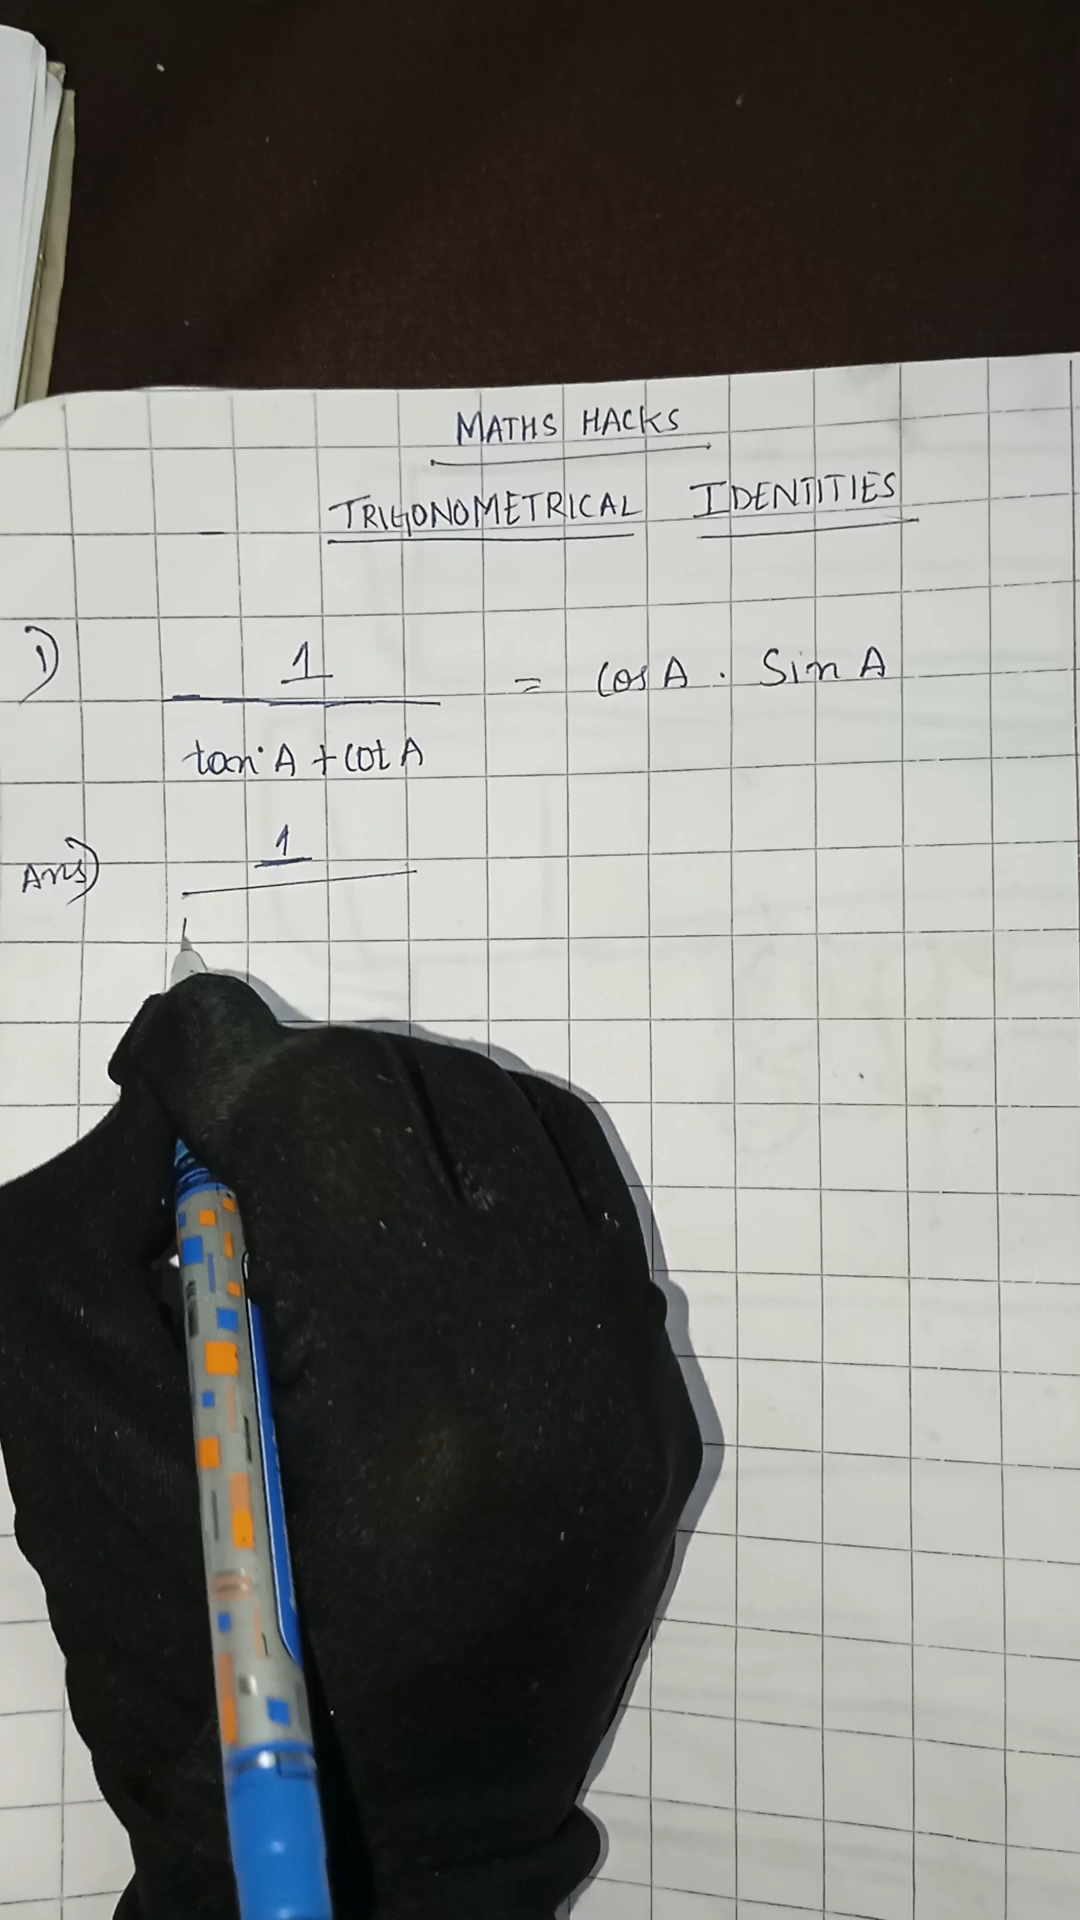 MATHS HACKS
TRIGONOMETRICAL IDENTITIES
1) 1 / tan A + cot A = cos A . Sin A
Ans) 1